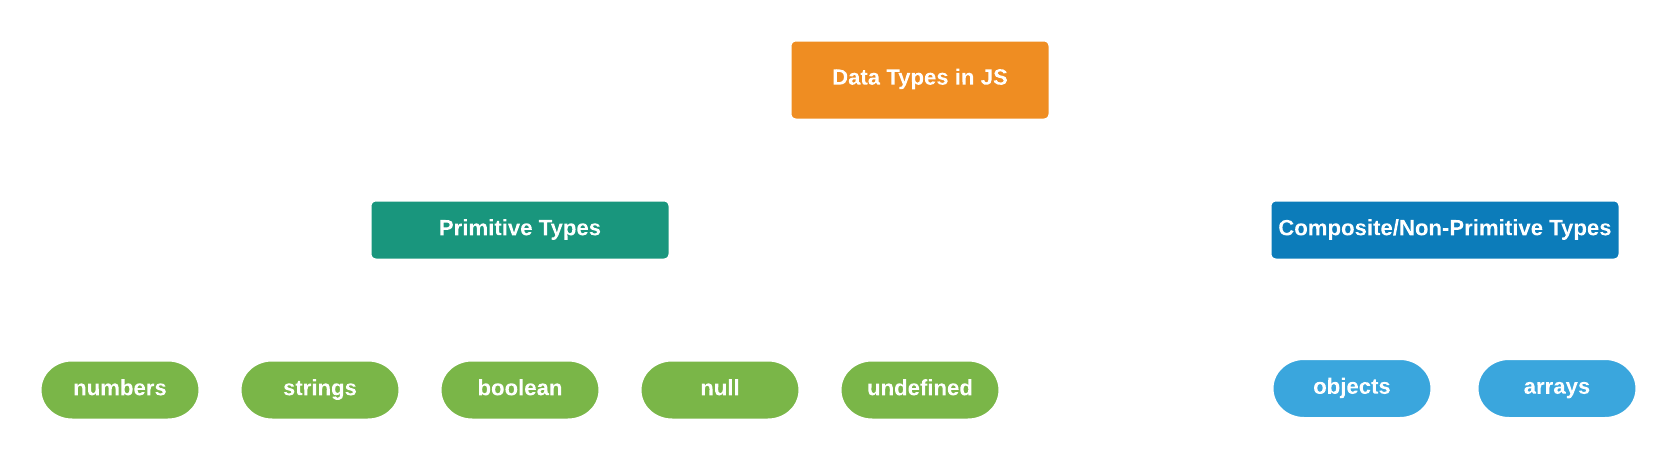 Data Types in JS
Primitive Types
Composite/Non-Primitive Types
numbers
strings
boolean
null
undefined
objects
arrays